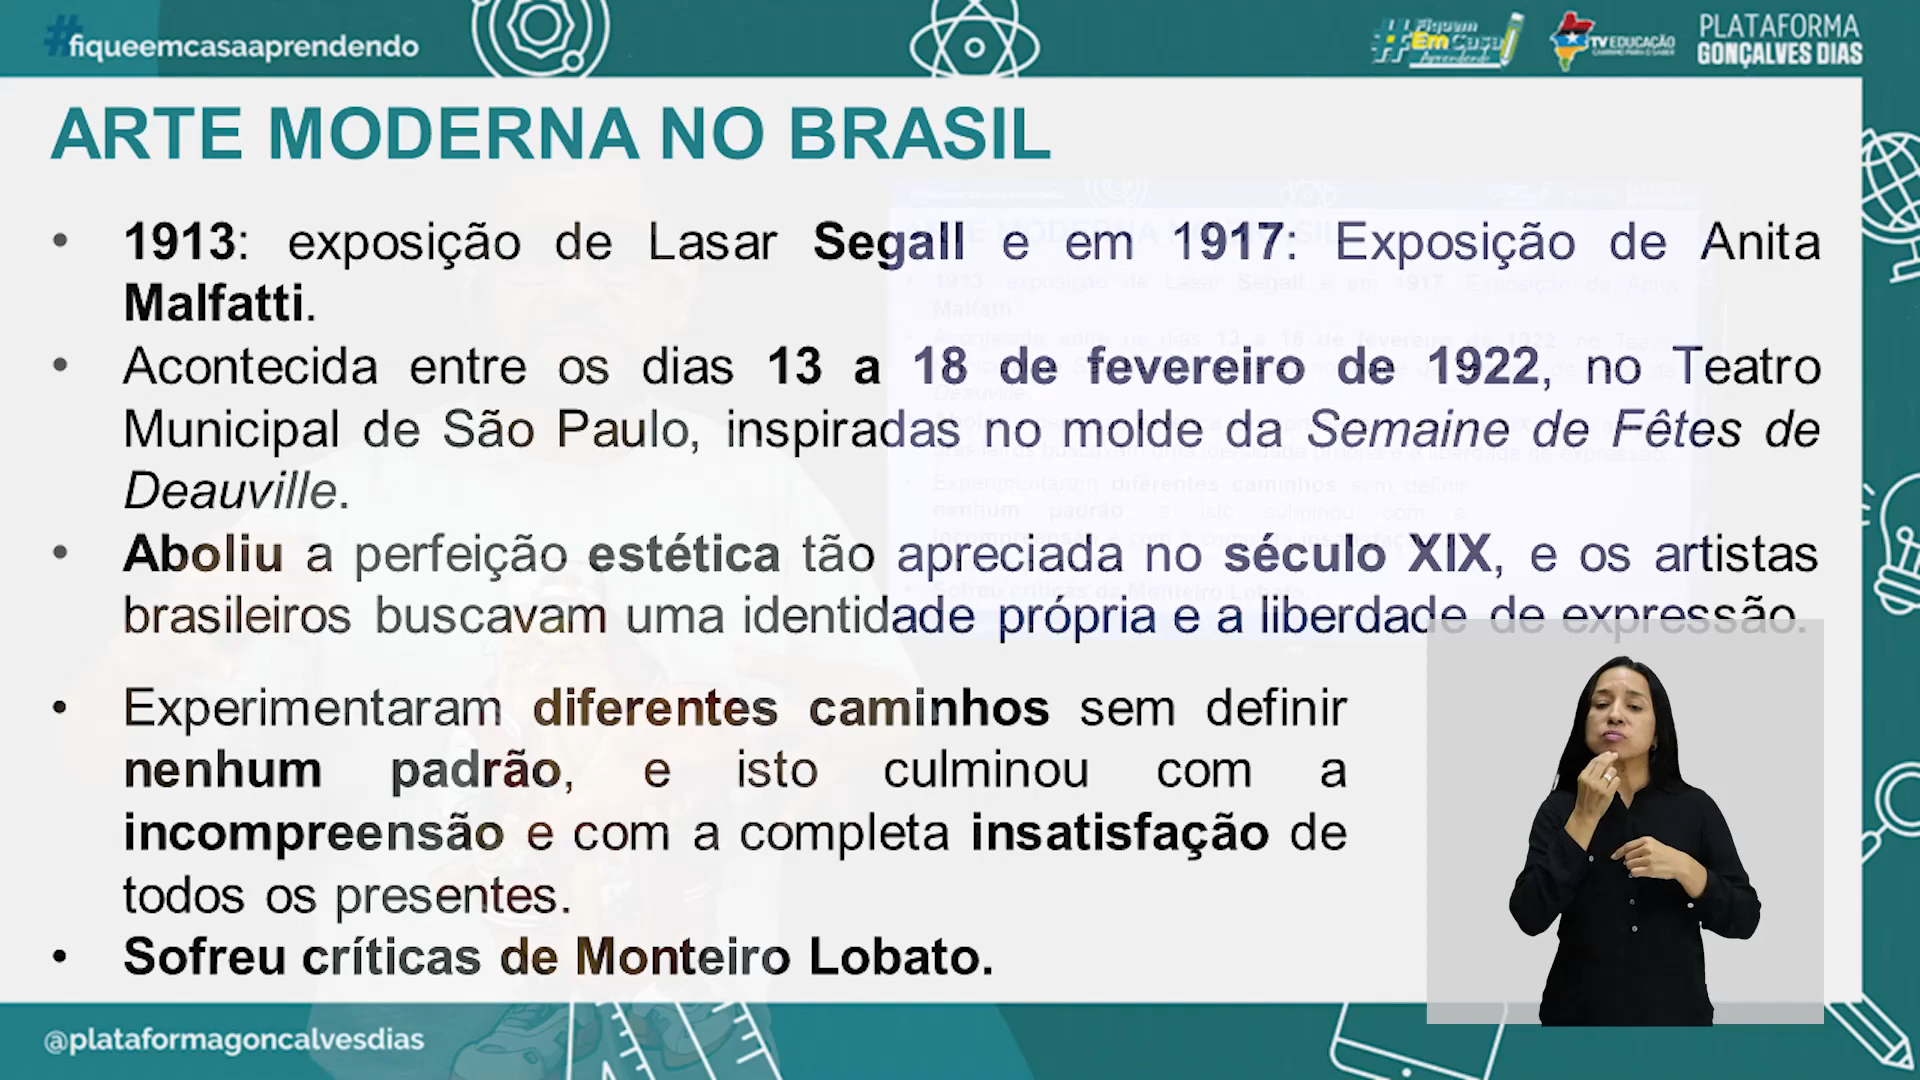 #fiqueemcasaaprendendo
#Fiquem
Em Casa
Aprendendo
TV EDUCAÇÃO
PLATAFORMA
GONÇALVES DIAS
ARTE MODERNA NO BRASIL
• 1913: exposição de Lasar Segall e em 1917: Exposição de Anita
Malfatti.
• Acontecida entre os dias 13 a 18 de fevereiro de 1922, no Teatro
Municipal de São Paulo, inspiradas no molde da Semaine de Fêtes de
Deauville.
• Aboliu a perfeição estética tão apreciada no século XIX, e os artistas
brasileiros buscavam uma identidade própria e a liberdade de expressão.
• Experimentaram diferentes caminhos sem definir
nenhum padrão, e isto culminou com a
incompreensão e com a completa insatisfação de
todos os presentes.
• Sofreu críticas de Monteiro Lobato.
@plataformagoncalvesdias